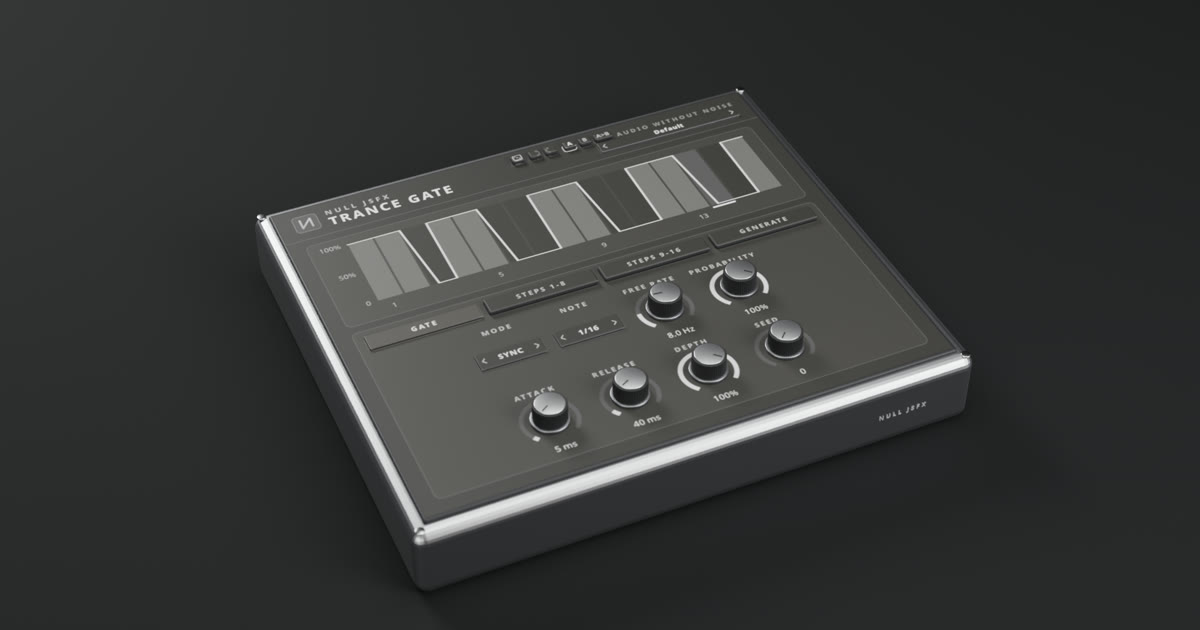 NULL JSFX
TRANCE GATE
A
B
A>B
AUDIO WITHOUT NOISE
< Default >
100%
50%
0
1
5
9
13
GATE
STEPS 1-8
STEPS 9-16
GENERATE
MODE
< SYNC >
NOTE
< 1/16 >
FREE RATE
8.0 Hz
PROBABILITY
100%
ATTACK
5 ms
RELEASE
40 ms
DEPTH
100%
SEED
0
NULL JSFX